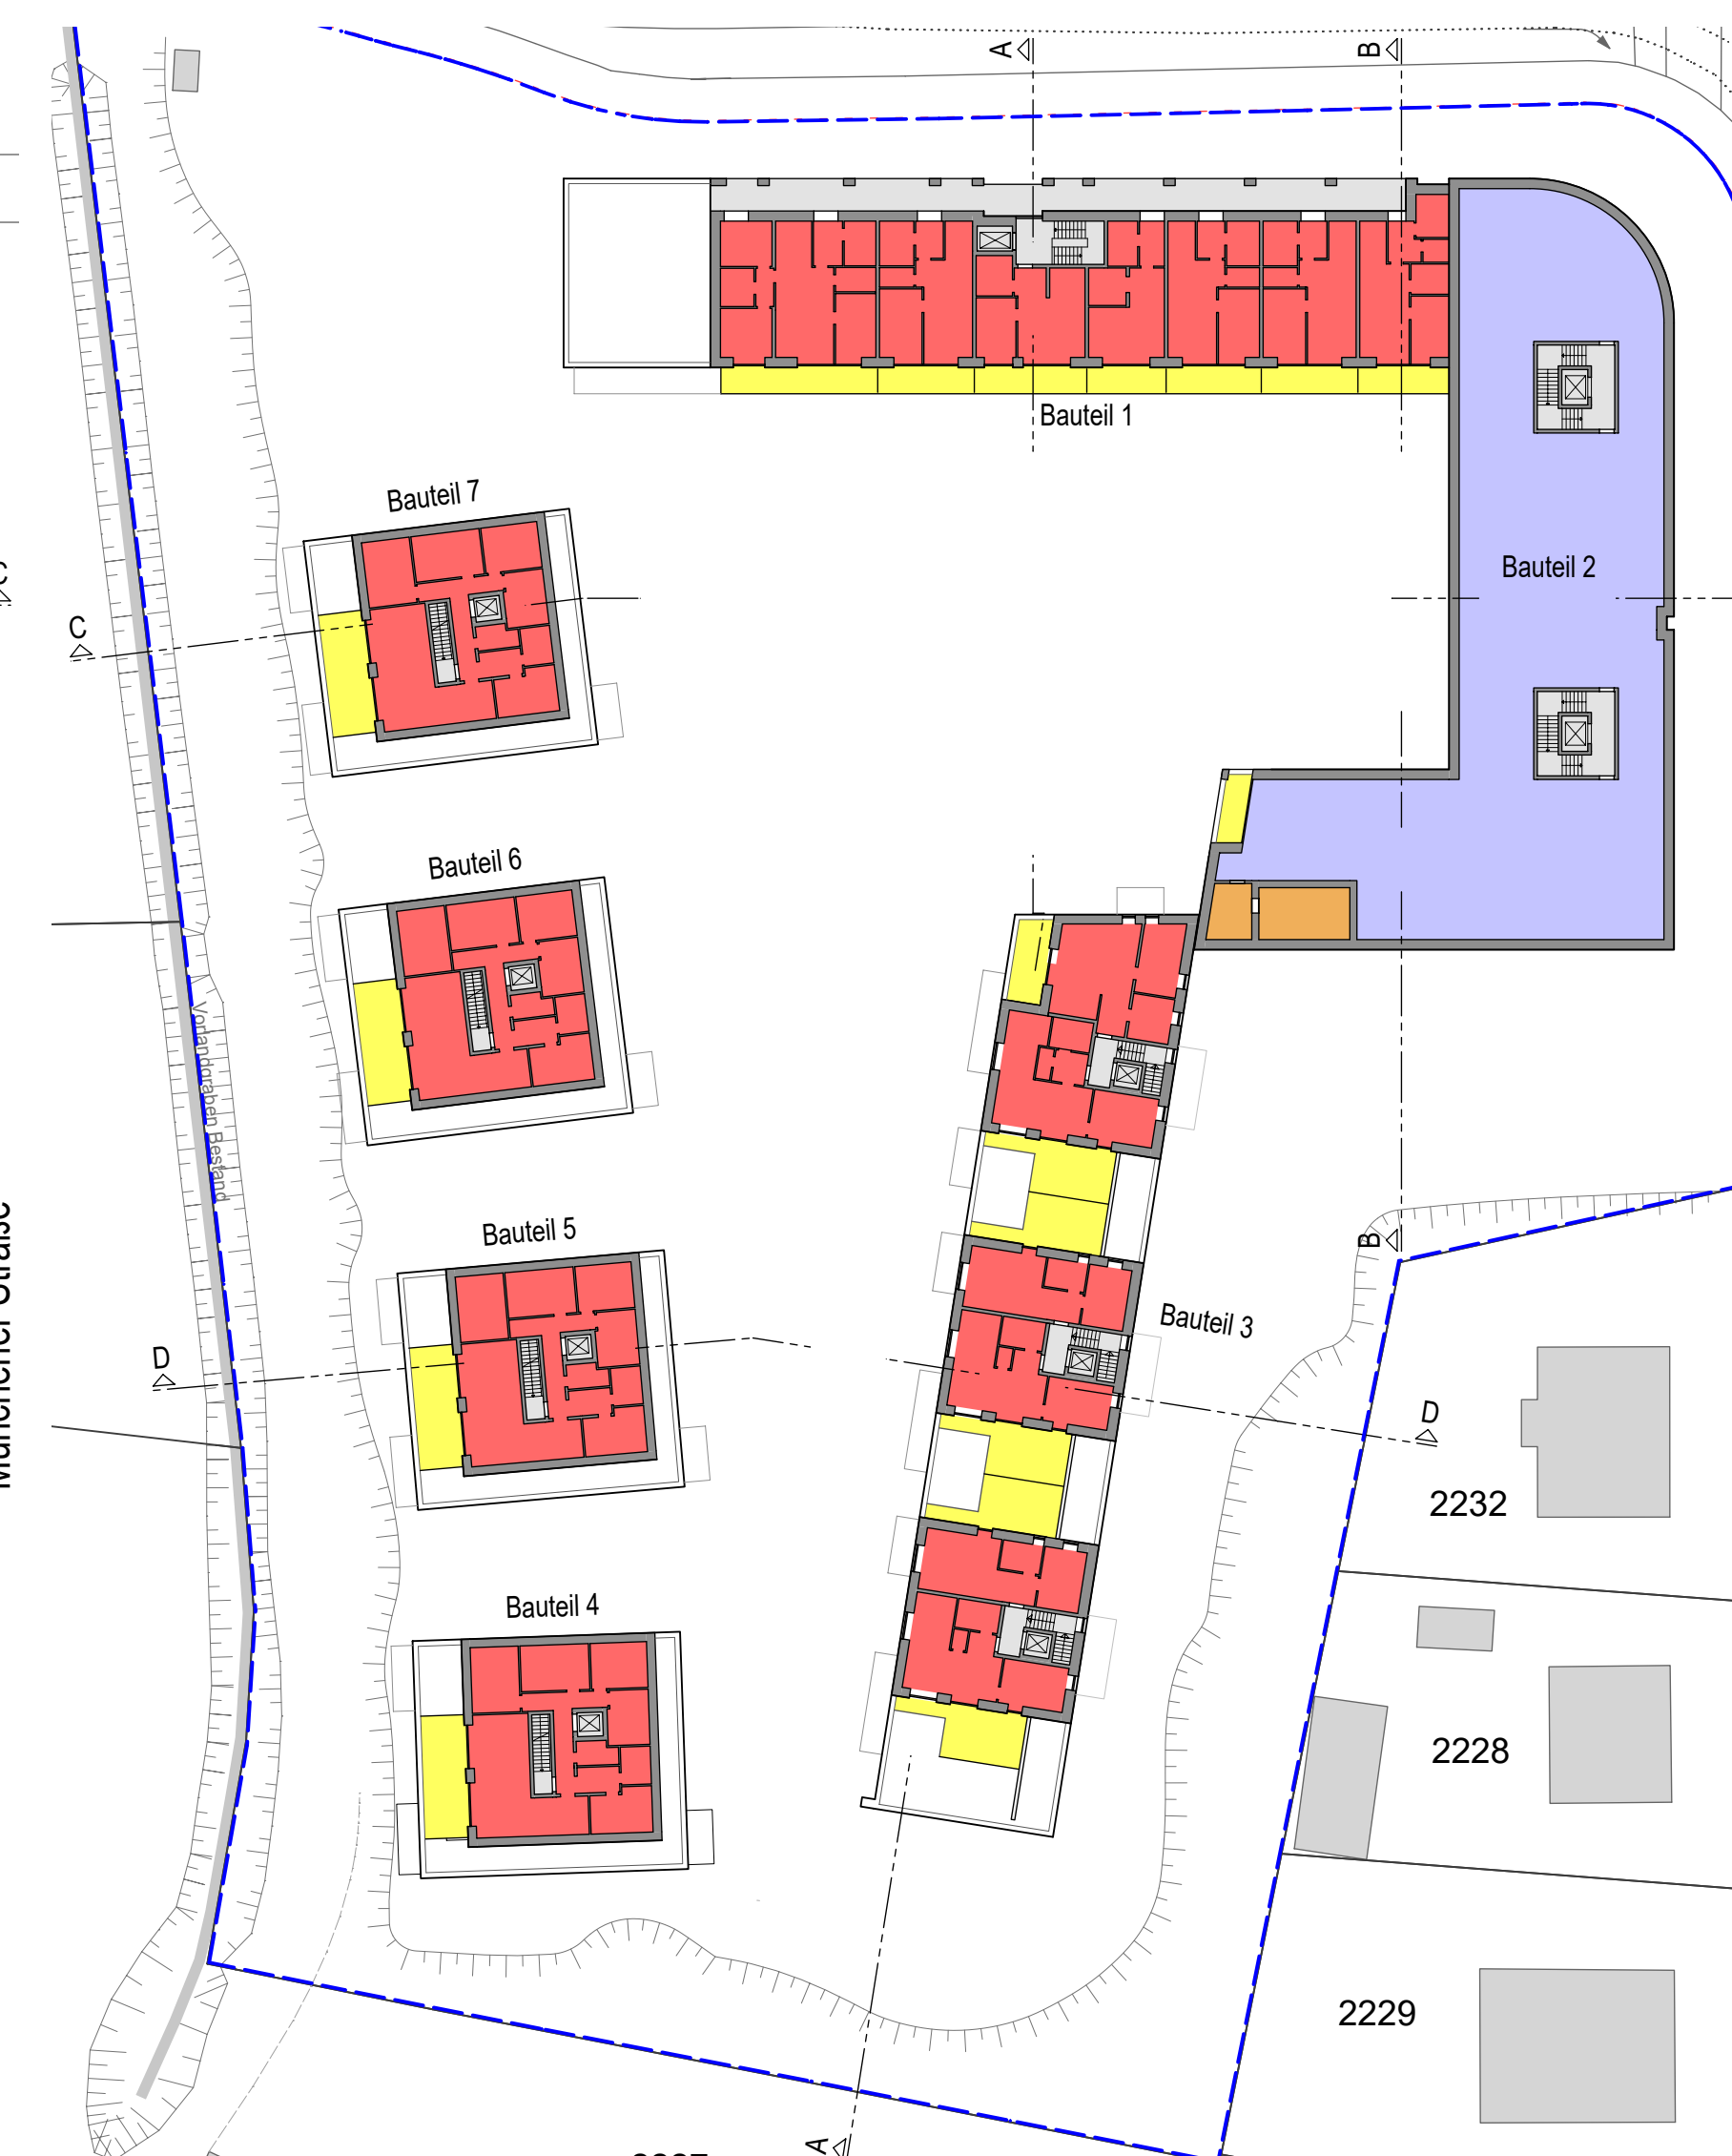 A
B
Bauteil 1
Bauteil 7
Bauteil 2
C
Bauteil 6
Vorlandgraben Bestand
Bauteil 5
B
Bauteil 3
D
D
2232
Bauteil 4
2228
2229
A